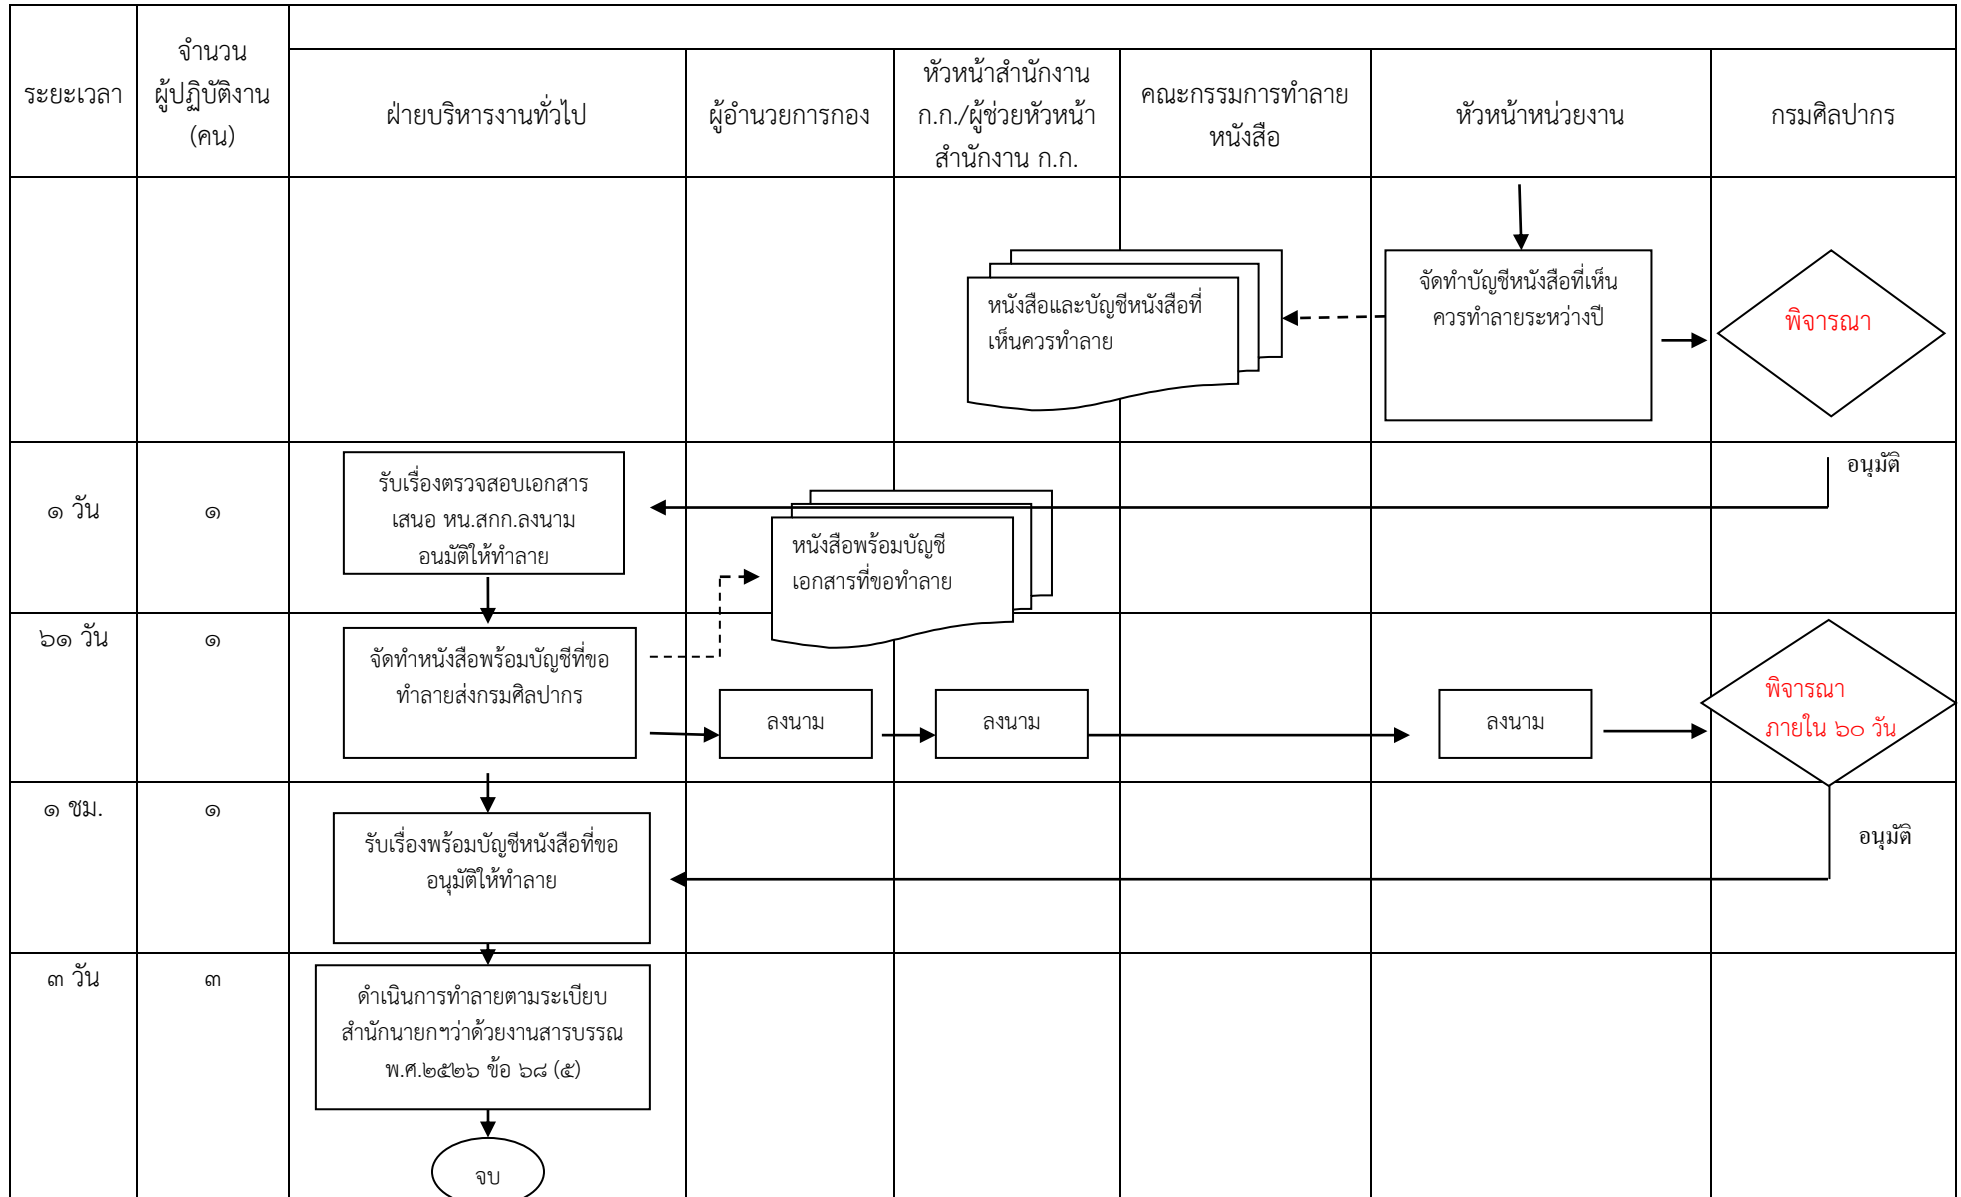 ระยะเวลา
จำนวน
ผู้ปฏิบัติงาน
(คน)
ฝ่ายบริหารงานทั่วไป
ผู้อำนวยการกอง
หัวหน้าสำนักงาน
ก.ก./ผู้ช่วยหัวหน้า
สำนักงาน ก.ก.
คณะกรรมการทำลาย
หนังสือ
หัวหน้าหน่วยงาน
กรมศิลปากร
หนังสือและบัญชีหนังสือที่
เห็นควรทำลาย
จัดทำบัญชีหนังสือที่เห็น
ควรทำลายระหว่างปี
พิจารณา
๑ วัน
๑
รับเรื่องตรวจสอบเอกสาร
เสนอ หน.สกก.ลงนาม
อนมัติให้ทำลาย
หนังสือพร้อมบัญชี
เอกสารที่ขอทำลาย
อนุมัติ
๖๑ วัน
๑
จัดทำหนังสือพร้อมบัญชีที่ขอ
ทำลายส่งกรมศิลปากร
ลงนาม
ลงนาม
ลงนาม
พิจารณา
ภายใน ๖๐ วัน
๑ ชม.
๑
รับเรื่องพร้อมบัญชีหนังสือที่ขอ
อนุมัติให้ทำลาย
อนุมัติ
๓ วัน
๓
ดำเนินการทำลายตามระเบียบ
สำนักนายกฯว่าด้วยงานสารบรรณ
พ.ศ.๒๕๒๖ ข้อ ๖๘ (๕)
จบ